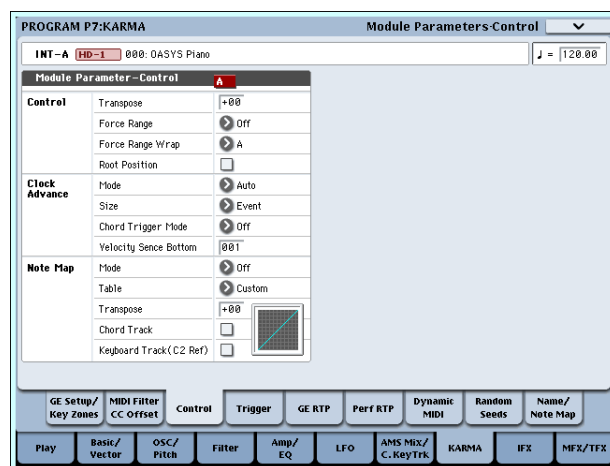 PROGRAM P7:KARMA Module Parameters-Control
INT-A HD-1 000: OASYS Piano ♩ = 120.00
Module Parameter-Control A
Control Transpose +00
Force Range Off
Force Range Wrap A
Root Position
Clock Advance Mode Auto
Size Event
Chord Trigger Mode Off
Velocity Sence Bottom 001
Note Map Mode Off
Table Custom
Transpose +00
Chord Track
Keyboard Track(C2 Ref)
GE Setup/ Key Zones MIDI Filter CC Offset Control Trigger GE RTP Perf RTP Dynamic MIDI Random Seeds Name/ Note Map
Play Basic/ Vector OSC/ Pitch Filter Amp/ EQ LFO AMS Mix/ C.KeyTrk KARMA IFX MFX/TFX